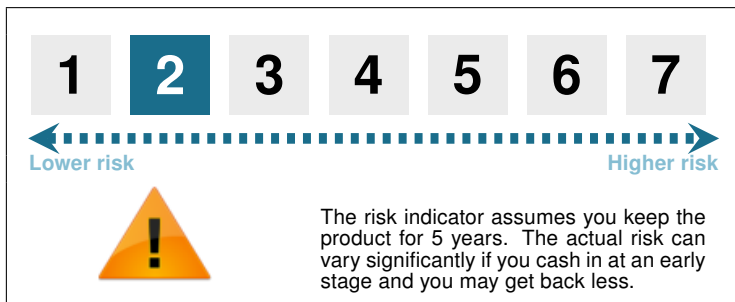 1 2 3 4 5 6 7
Lower risk Higher risk
!
The risk indicator assumes you keep the
product for 5 years. The actual risk can
vary significantly if you cash in at an early
stage and you may get back less.